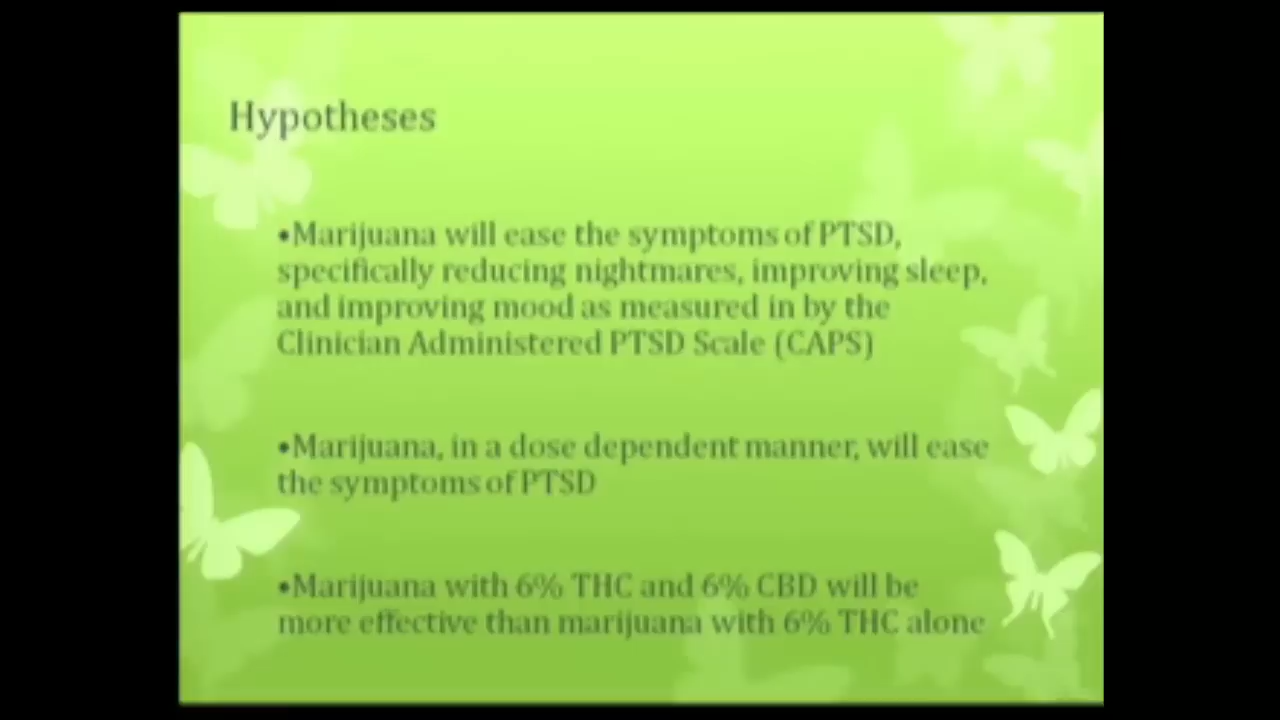 Hypotheses
•Marijuana will ease the symptoms of PTSD,
specifically reducing nightmares, improving sleep,
and improving mood as measured in by the
Clinician Administered PTSD Scale (CAPS)
•Marijuana, in a dose dependent manner, will ease
the symptoms of PTSD
•Marijuana with 6% THC and 6% CBD will be
more effective than marijuana with 6% THC alone